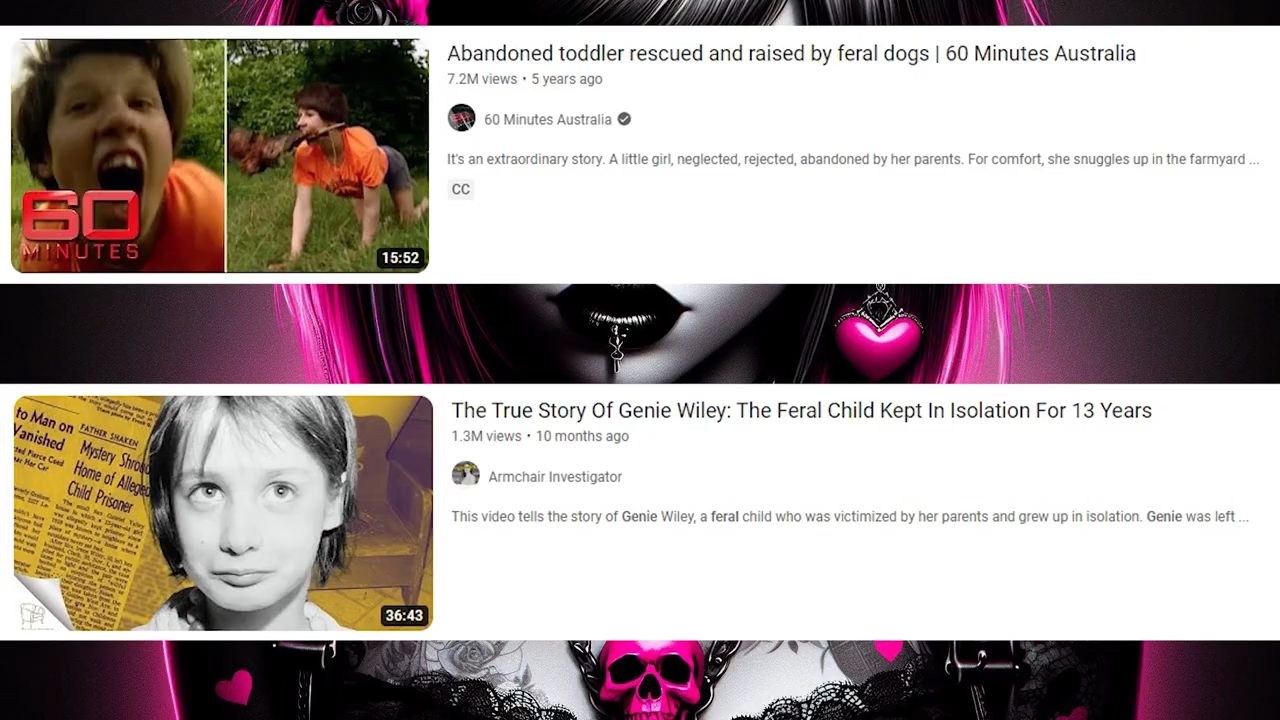 Abandoned toddler rescued and raised by feral dogs | 60 Minutes Australia
7.2M views • 5 years ago
60 Minutes Australia
It's an extraordinary story. A little girl, neglected, rejected, abandoned by her parents. For comfort, she snuggles up in the farmyard ...
CC
60
MINUTES
15:52
The True Story Of Genie Wiley: The Feral Child Kept In Isolation For 13 Years
1.3M views • 10 months ago
Armchair Investigator
This video tells the story of Genie Wiley, a feral child who was victimized by her parents and grew up in isolation. Genie was left ...
to Man on
Vanished
FATHER SHAKEN
Mystery
Home of Alleged
Child Prisoner
36:43